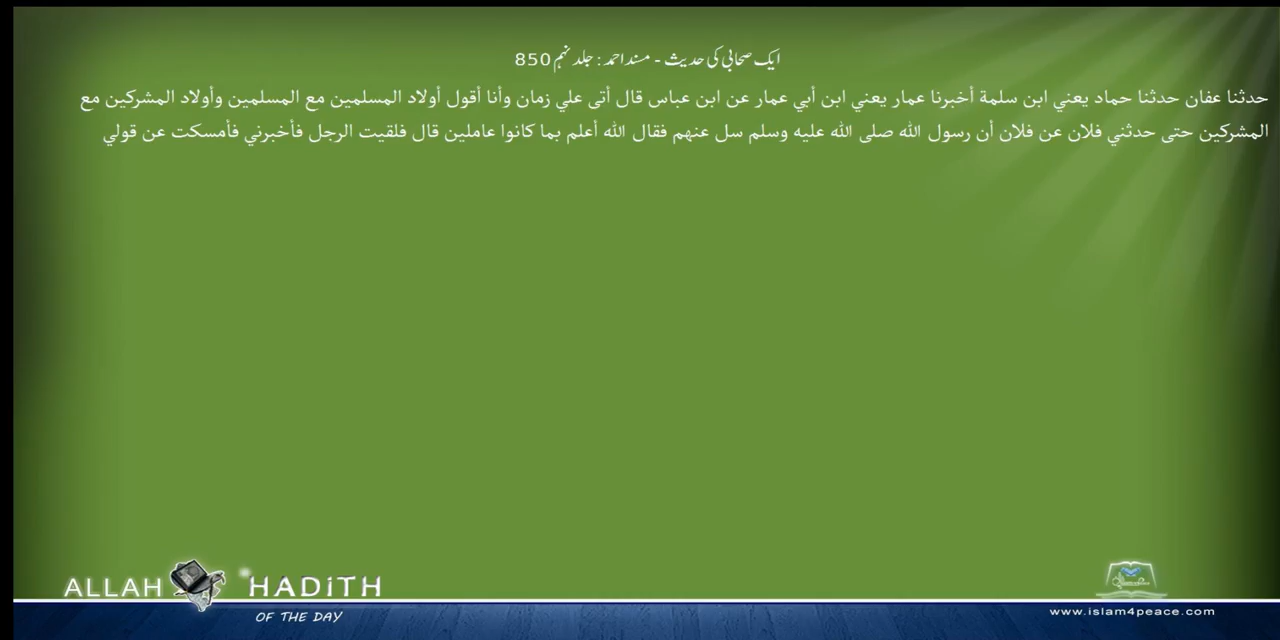 ایک صحابی کی حدیث - مسند احمد: جلد نہم 850
حدثنا عفان حدثنا حماد يعني ابن سلمة أخبرنا عمار يعني ابن أبي عمار عن ابن عباس قال أتى علي زمان وأنا أقول أولاد المسلمين مع المسلمين وأولاد المشركين مع
المشركين حتى حدثني فلان عن فلان أن رسول الله صلى الله عليه وسلم سل عنهم فقال الله أعلم بما كانوا عاملين قال فلقيت الرجل فأخبرني فأمسكت عن قولي
ALLAH HADiTH
OF THE DAY
www.islam4peace.com